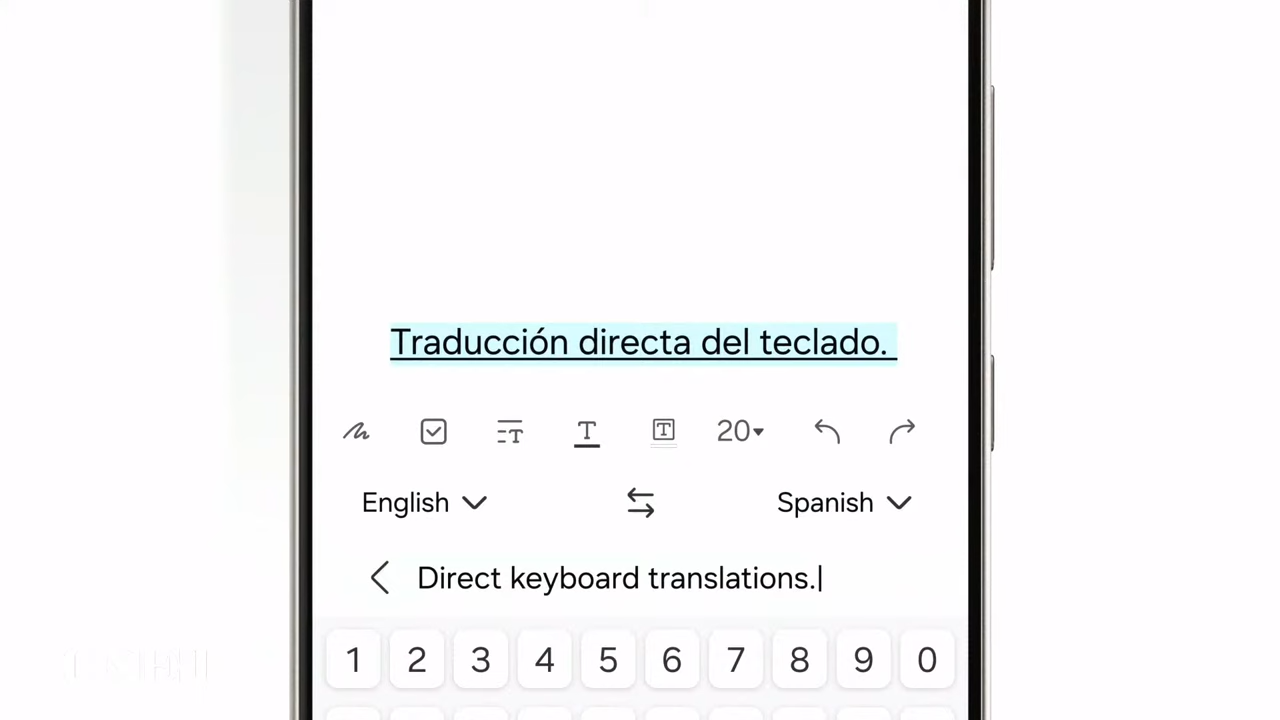 Traducción directa del teclado.
T T T 20
English Spanish
Direct keyboard translations.
1 2 3 4 5 6 7 8 9 0